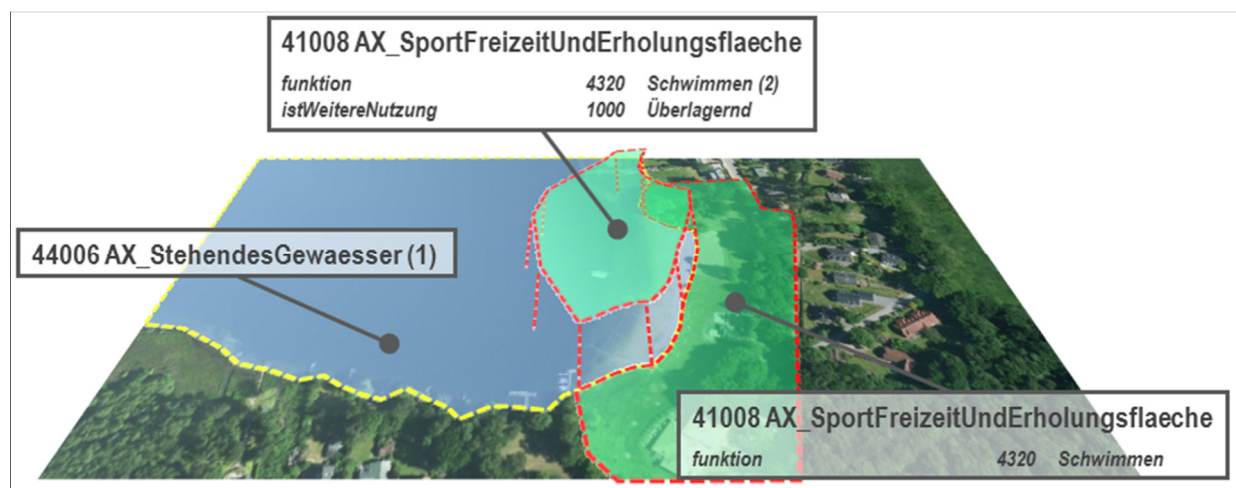 41008 AX_SportFreizeitUndErholungsflaeche
funktion 4320 Schwimmen (2)
istWeitereNutzung 1000 Überlagernd
44006 AX_StehendesGewaesser (1)
41008 AX_SportFreizeitUndErholungsflaeche
funktion 4320 Schwimmen